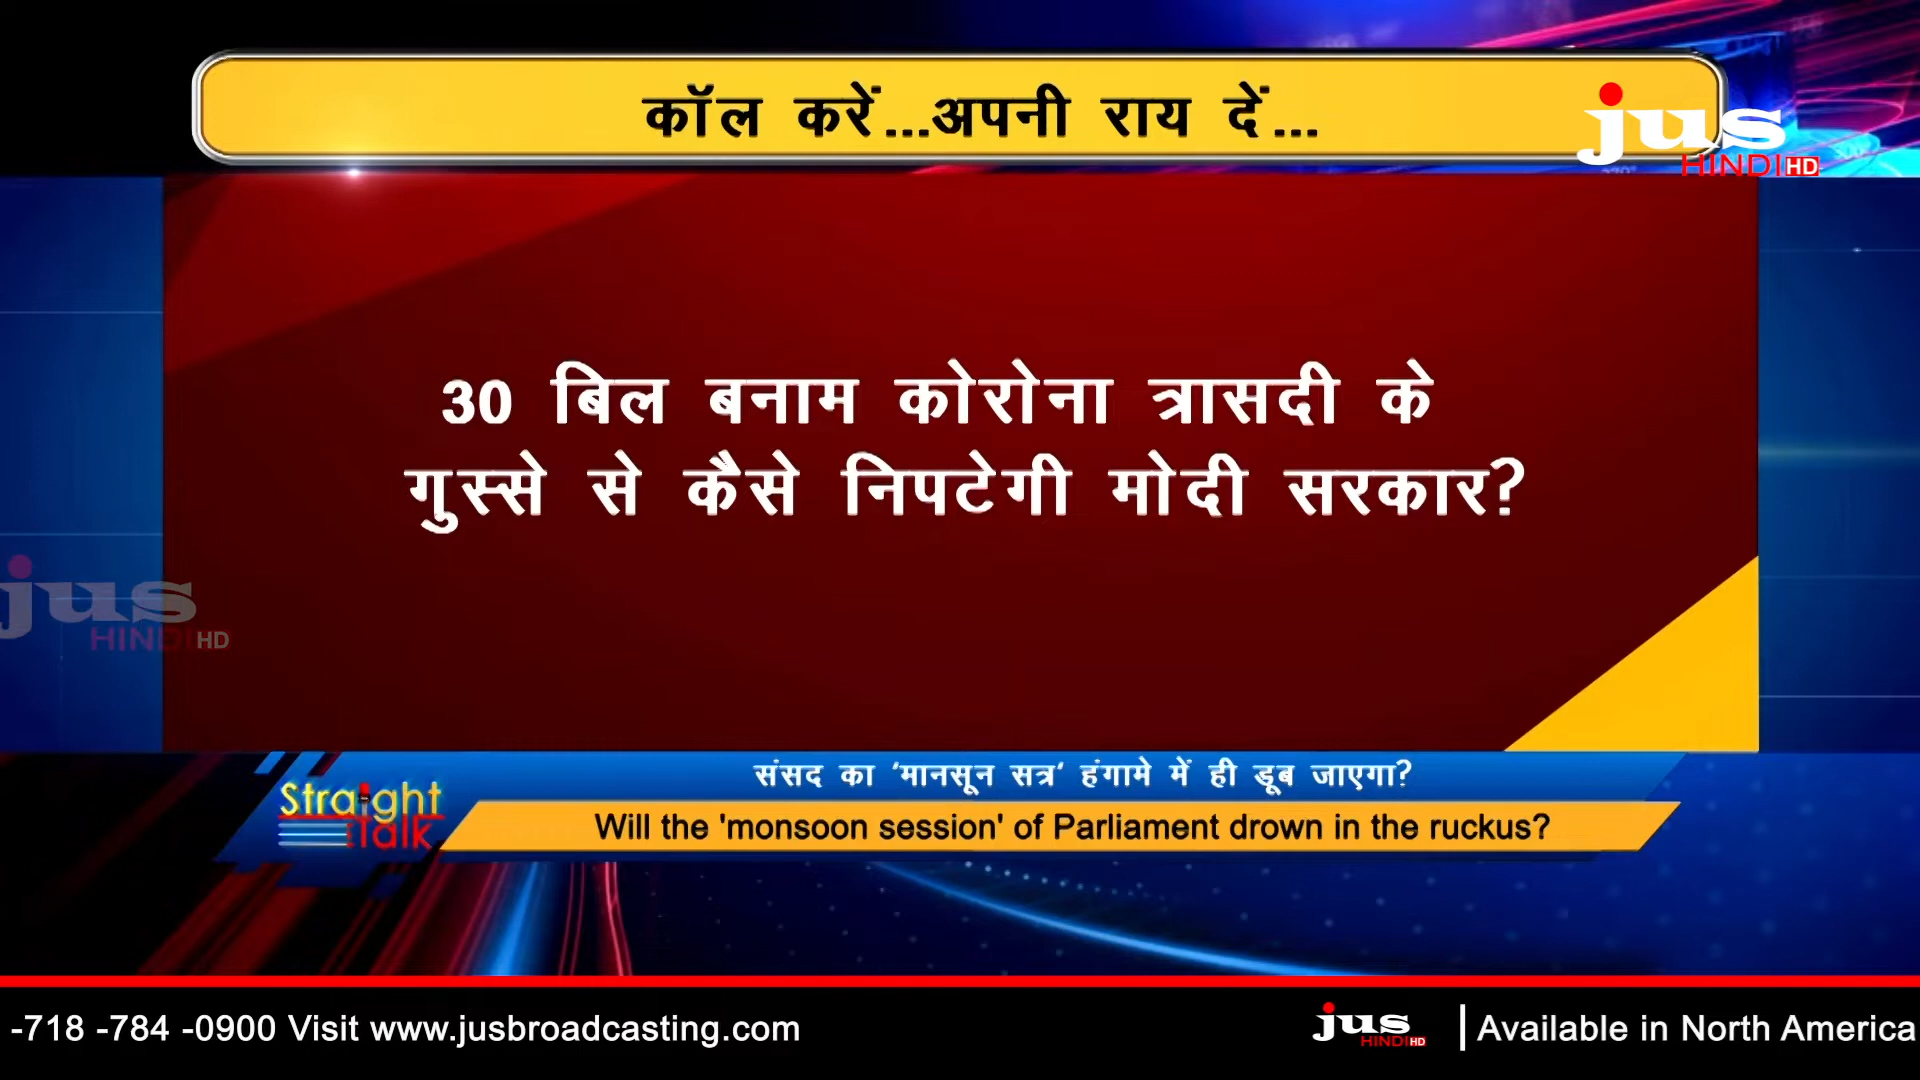 कॉल करें...अपनी राय दें...
jus
HINDI HD
30 बिल बनाम कोरोना त्रासदी के
गुस्से से कैसे निपटेगी मोदी सरकार?
jus
HINDI HD
Straight
Talk
संसद का ‘मानसून सत्र‘ हंगामे में ही डूब जाएगा?
Will the 'monsoon session' of Parliament drown in the ruckus?
-718 -784 -0900 Visit www.jusbroadcasting.com
jus
HINDI HD
Available in North America